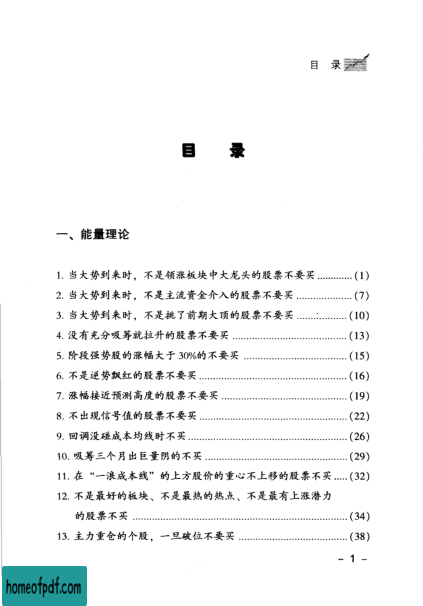 目 录
目 录
一、能量理论
1. 当大势到来时，不是领涨板块中大龙头的股票不要买 ............. (1)
2. 当大势到来时，不是主流资金介入的股票不要买 .................... (7)
3. 当大势到来时，不是挑了前期大顶的股票不要买 .................. (10)
4. 没有充分吸筹就拉升的股票不要买 ........................................ (13)
5. 阶段强势股的涨幅大于 30%的不要买 .................................... (15)
6. 不是逆势飘红的股票不要买 .................................................... (16)
7. 涨幅接近预测高度的股票不要买 ............................................ (19)
8. 不出现信号值的股票不要买 .................................................... (22)
9. 回调没碰成本均线时不买 ........................................................ (26)
10. 吸筹三个月出巨量阴的不买 .................................................. (29)
11. 在“一浪成本线”的上方股价的重心不上移的股票不买 ..... (32)
12. 不是最好的板块、不是最热的热点、不是最有上涨潜力
的股票不买 ........................................................................... (34)
13. 主力重仓的个股，一旦破位不要买 ...................................... (38)
– 1 –
homeofpdf.com